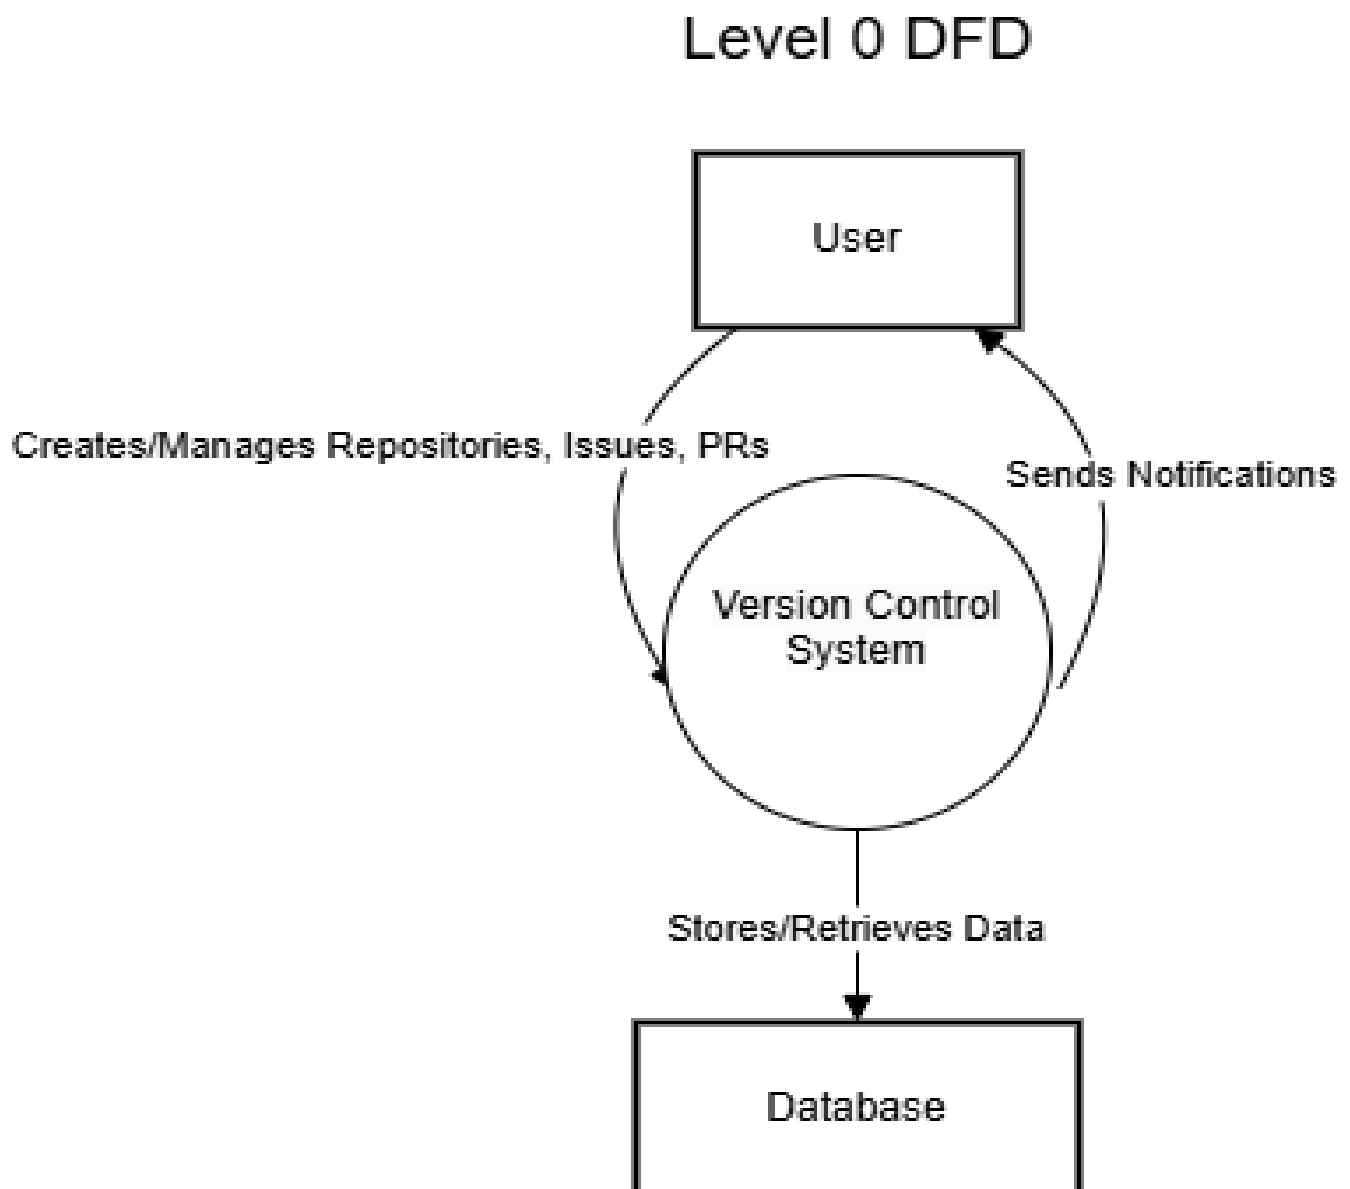 Level 0 DFD
User
Creates/Manages Repositories, Issues, PRs
Sends Notifications
Version Control
System
Stores/Retrieves Data
Database